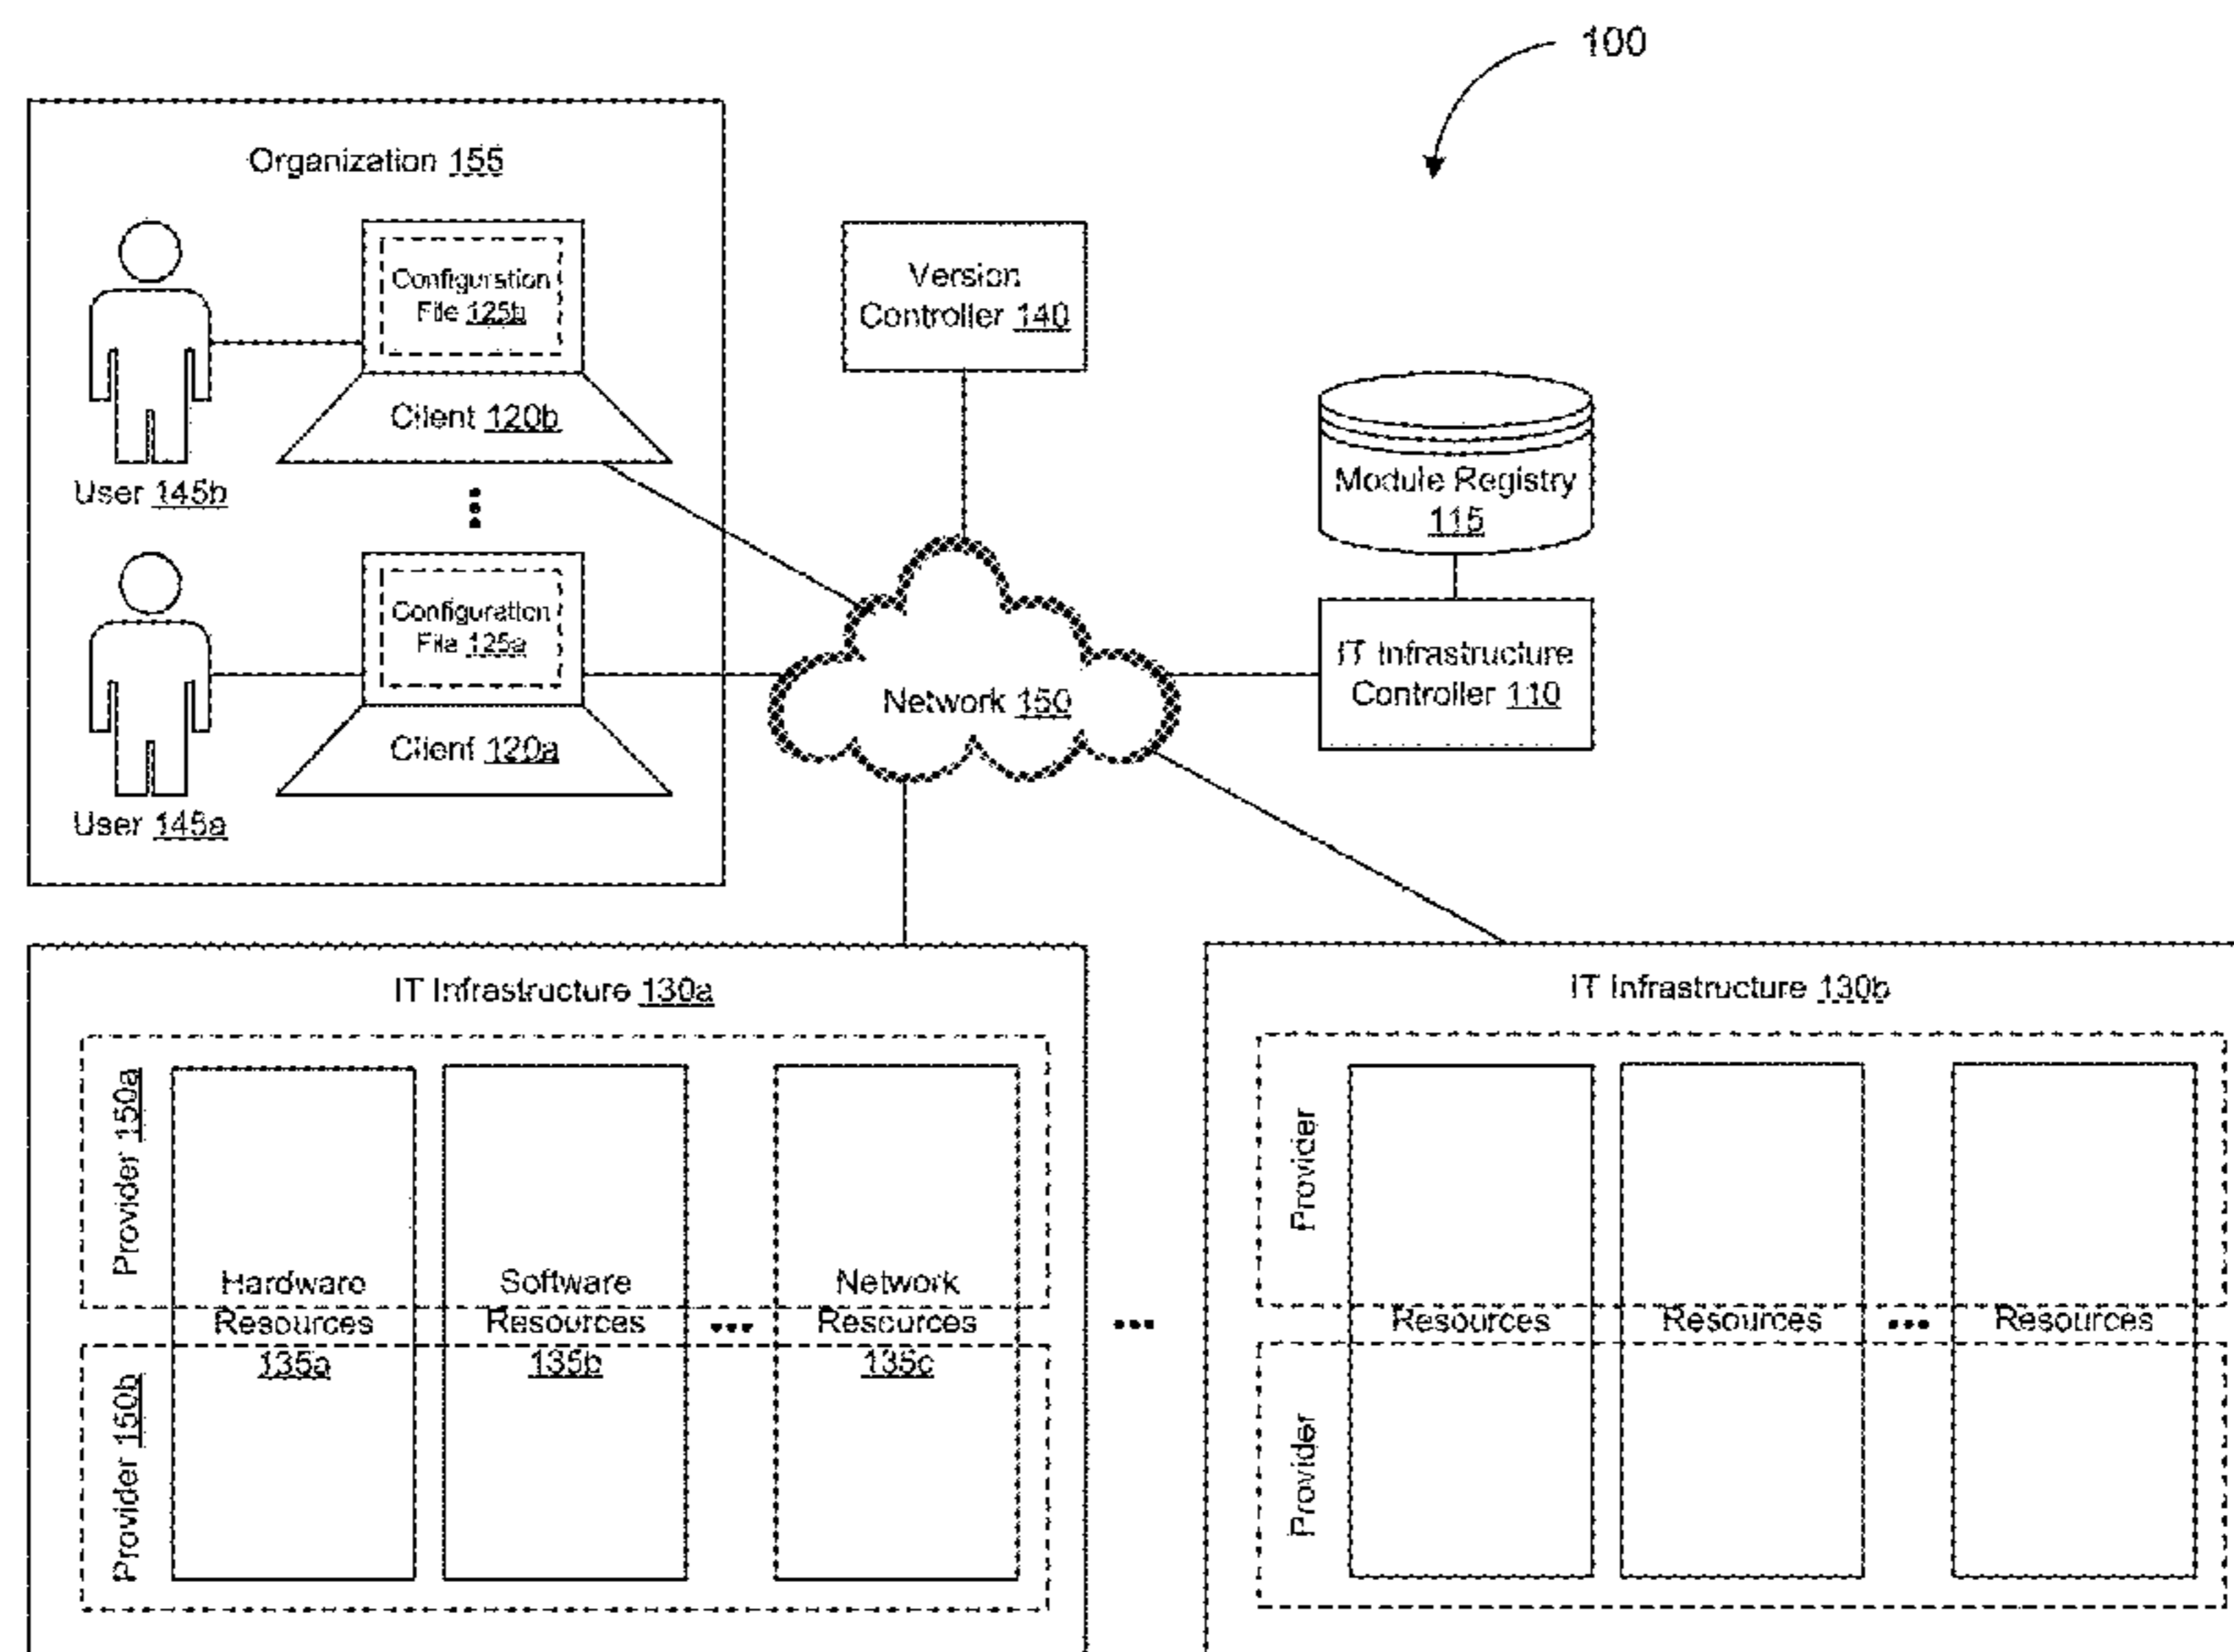 100
Organization 155
Configuration
File 125b
Client 120b
User 145b
Configuration
File 125a
Client 120a
User 145a
Version
Controller 140
Module Registry
115
IT Infrastructure
Controller 110
Network 150
IT Infrastructure 130a
Provider 150a
Provider 150b
Hardware
Resources
135a
Software
Resources
135b
...
Network
Resources
135c
...
IT Infrastructure 130b
Provider
Provider
Resources
Resources
...
Resources